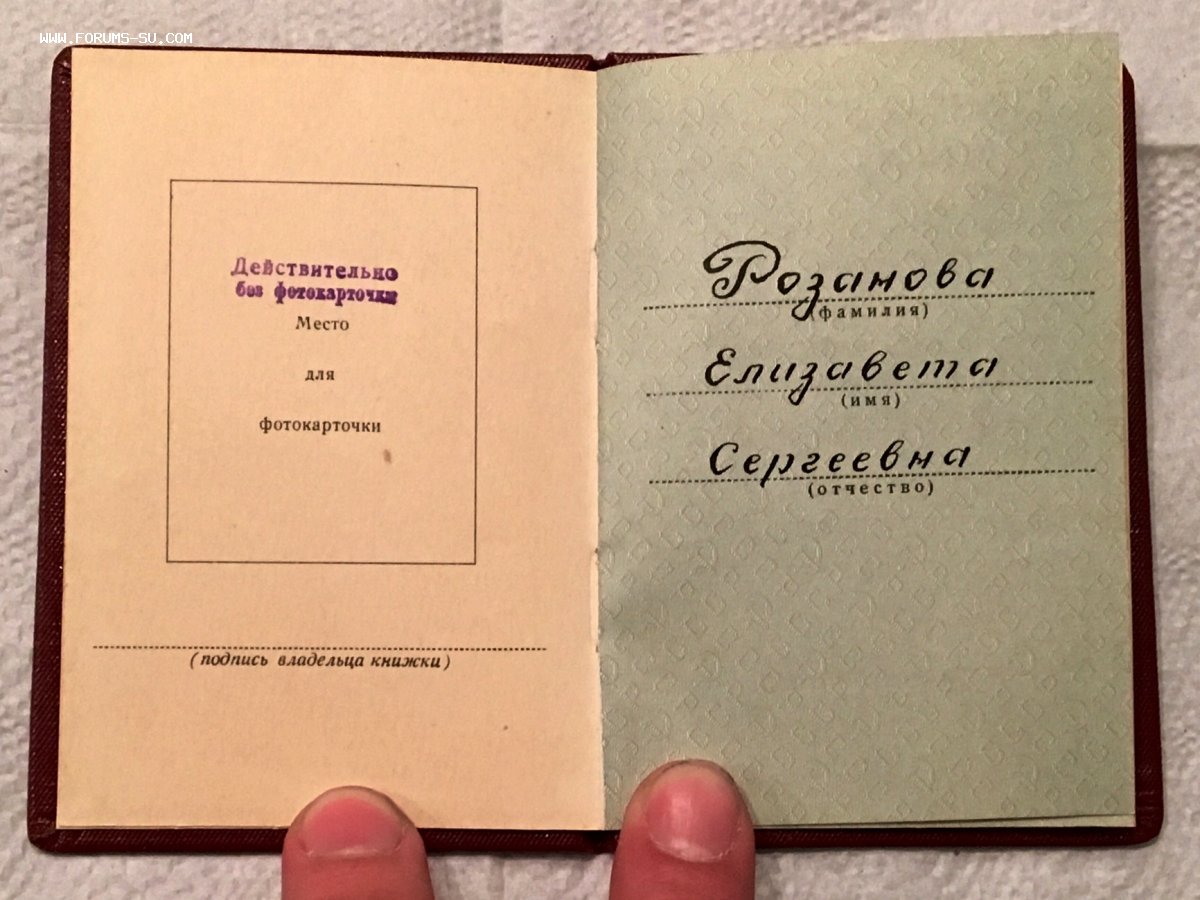 WWW.FORUMS-SU.COM
Действительно
без фотокарточки
Место
для
фотокарточки
(подпись владельца книжки)
Розанова
(фамилия)
Елизавета
(имя)
Сергеевна
(отчество)